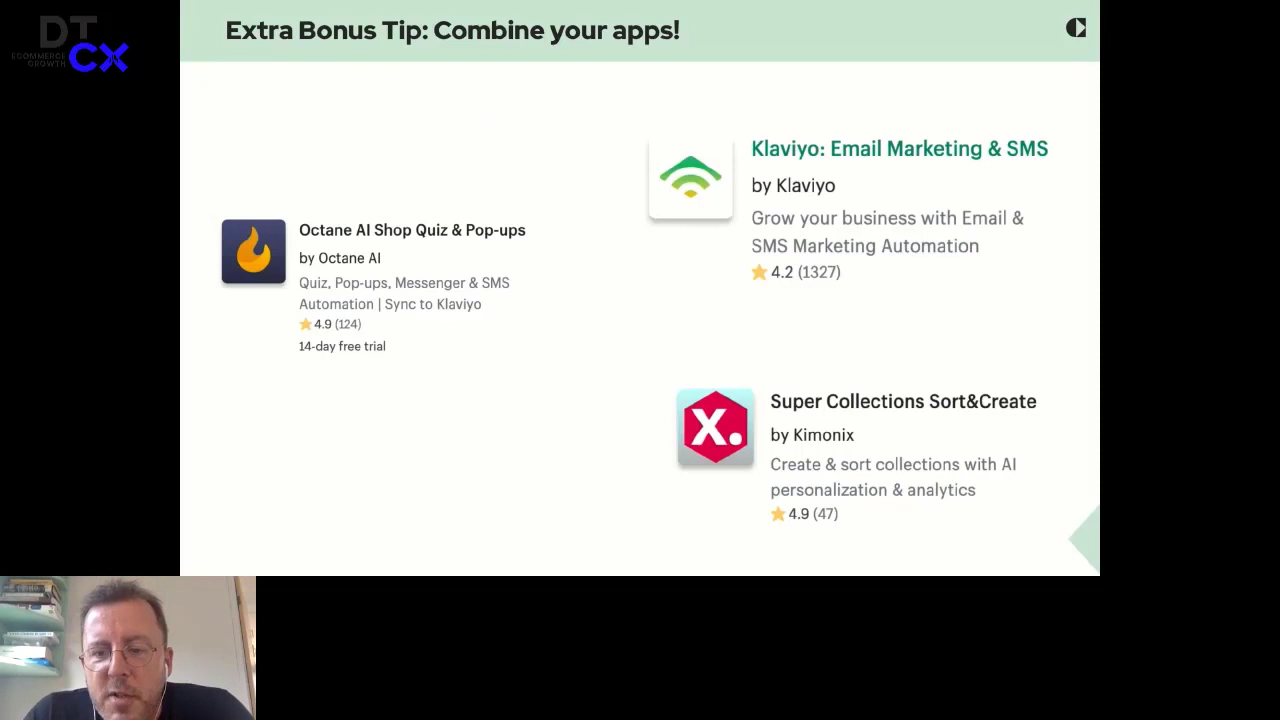 Extra Bonus Tip: Combine your apps!
DT
ECOMMERCE
GROWTH
CX
Octane AI Shop Quiz & Pop-ups
by Octane AI
Quiz, Pop-ups, Messenger & SMS
Automation | Sync to Klaviyo
4.9 (124)
14-day free trial
Klaviyo: Email Marketing & SMS
by Klaviyo
Grow your business with Email &
SMS Marketing Automation
4.2 (1327)
X.
Super Collections Sort&Create
by Kimonix
Create & sort collections with AI
personalization & analytics
4.9 (47)